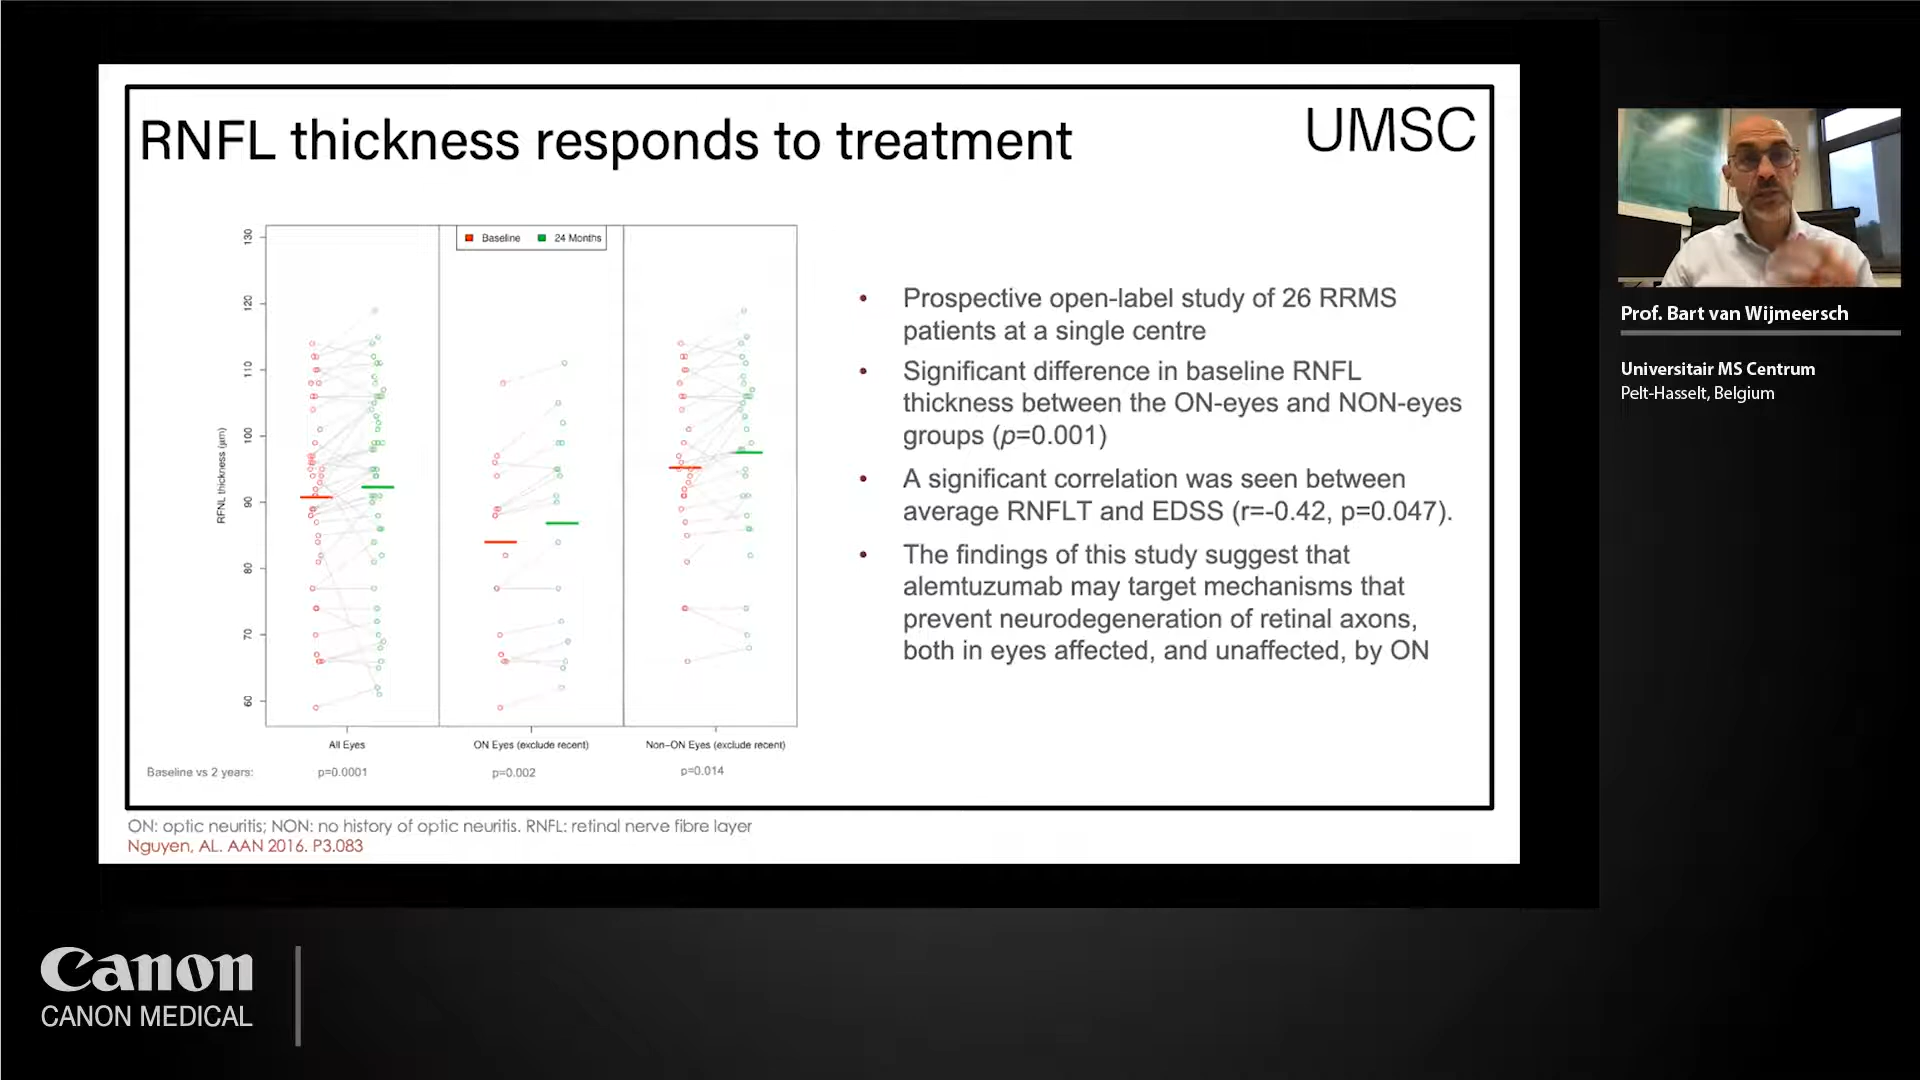 RNFL thickness responds to treatment
UMSC
Baseline
24 Months
130
120
110
100
90
80
70
60
RFNL thickness (µm)
All Eyes
ON Eyes (exclude recent)
Non-ON Eyes (exclude recent)
Baseline vs 2 years:
p=0.0001
p=0.002
p=0.014
• Prospective open-label study of 26 RRMS
patients at a single centre
• Significant difference in baseline RNFL
thickness between the ON-eyes and NON-eyes
groups (p=0.001)
• A significant correlation was seen between
average RNFLT and EDSS (r=-0.42, p=0.047).
• The findings of this study suggest that
alemtuzumab may target mechanisms that
prevent neurodegeneration of retinal axons,
both in eyes affected, and unaffected, by ON
ON: optic neuritis; NON: no history of optic neuritis. RNFL: retinal nerve fibre layer
Nguyen, AL. AAN 2016. P3.083
Prof. Bart van Wijmeersch
Universitair MS Centrum
Pelt-Hasselt, Belgium
Canon
CANON MEDICAL